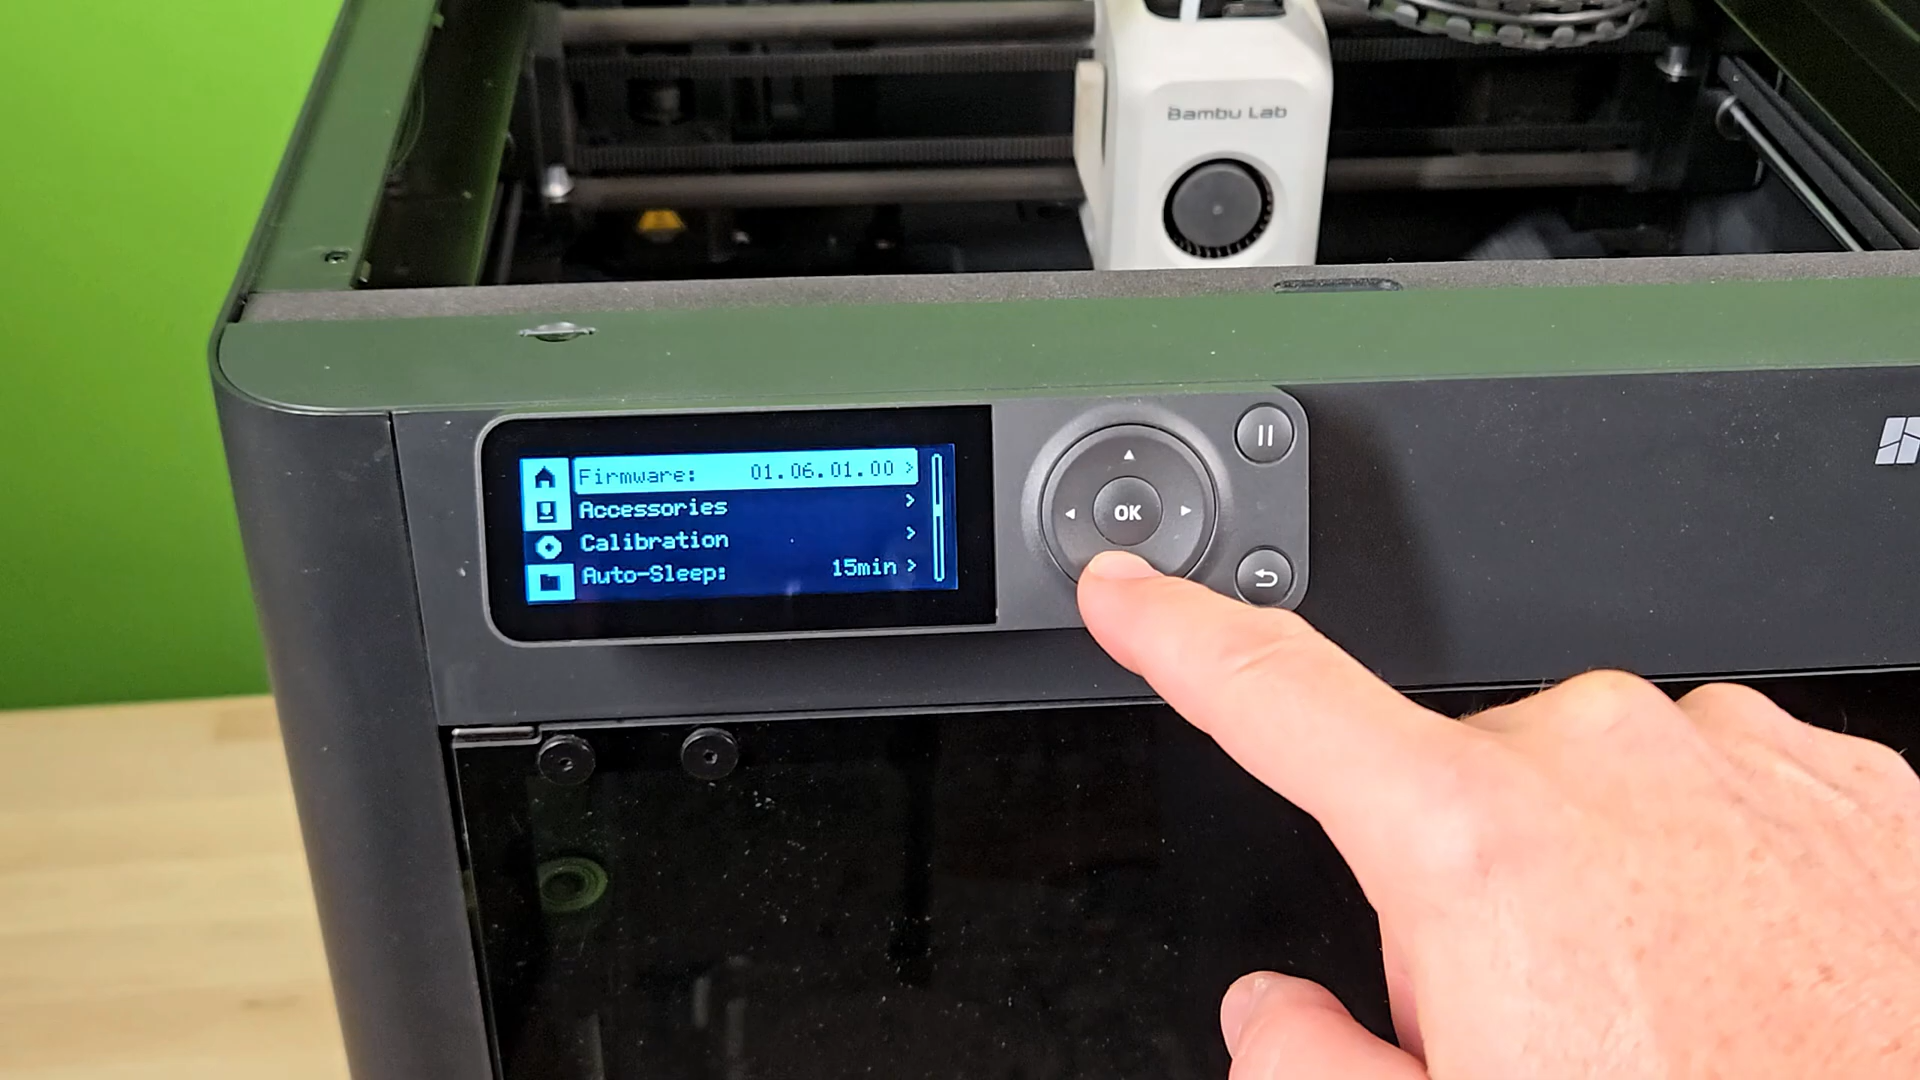 Bambu Lab
Firmware: 01.06.01.00 >
Accessories >
Calibration >
Auto-Sleep: 15min >
OK